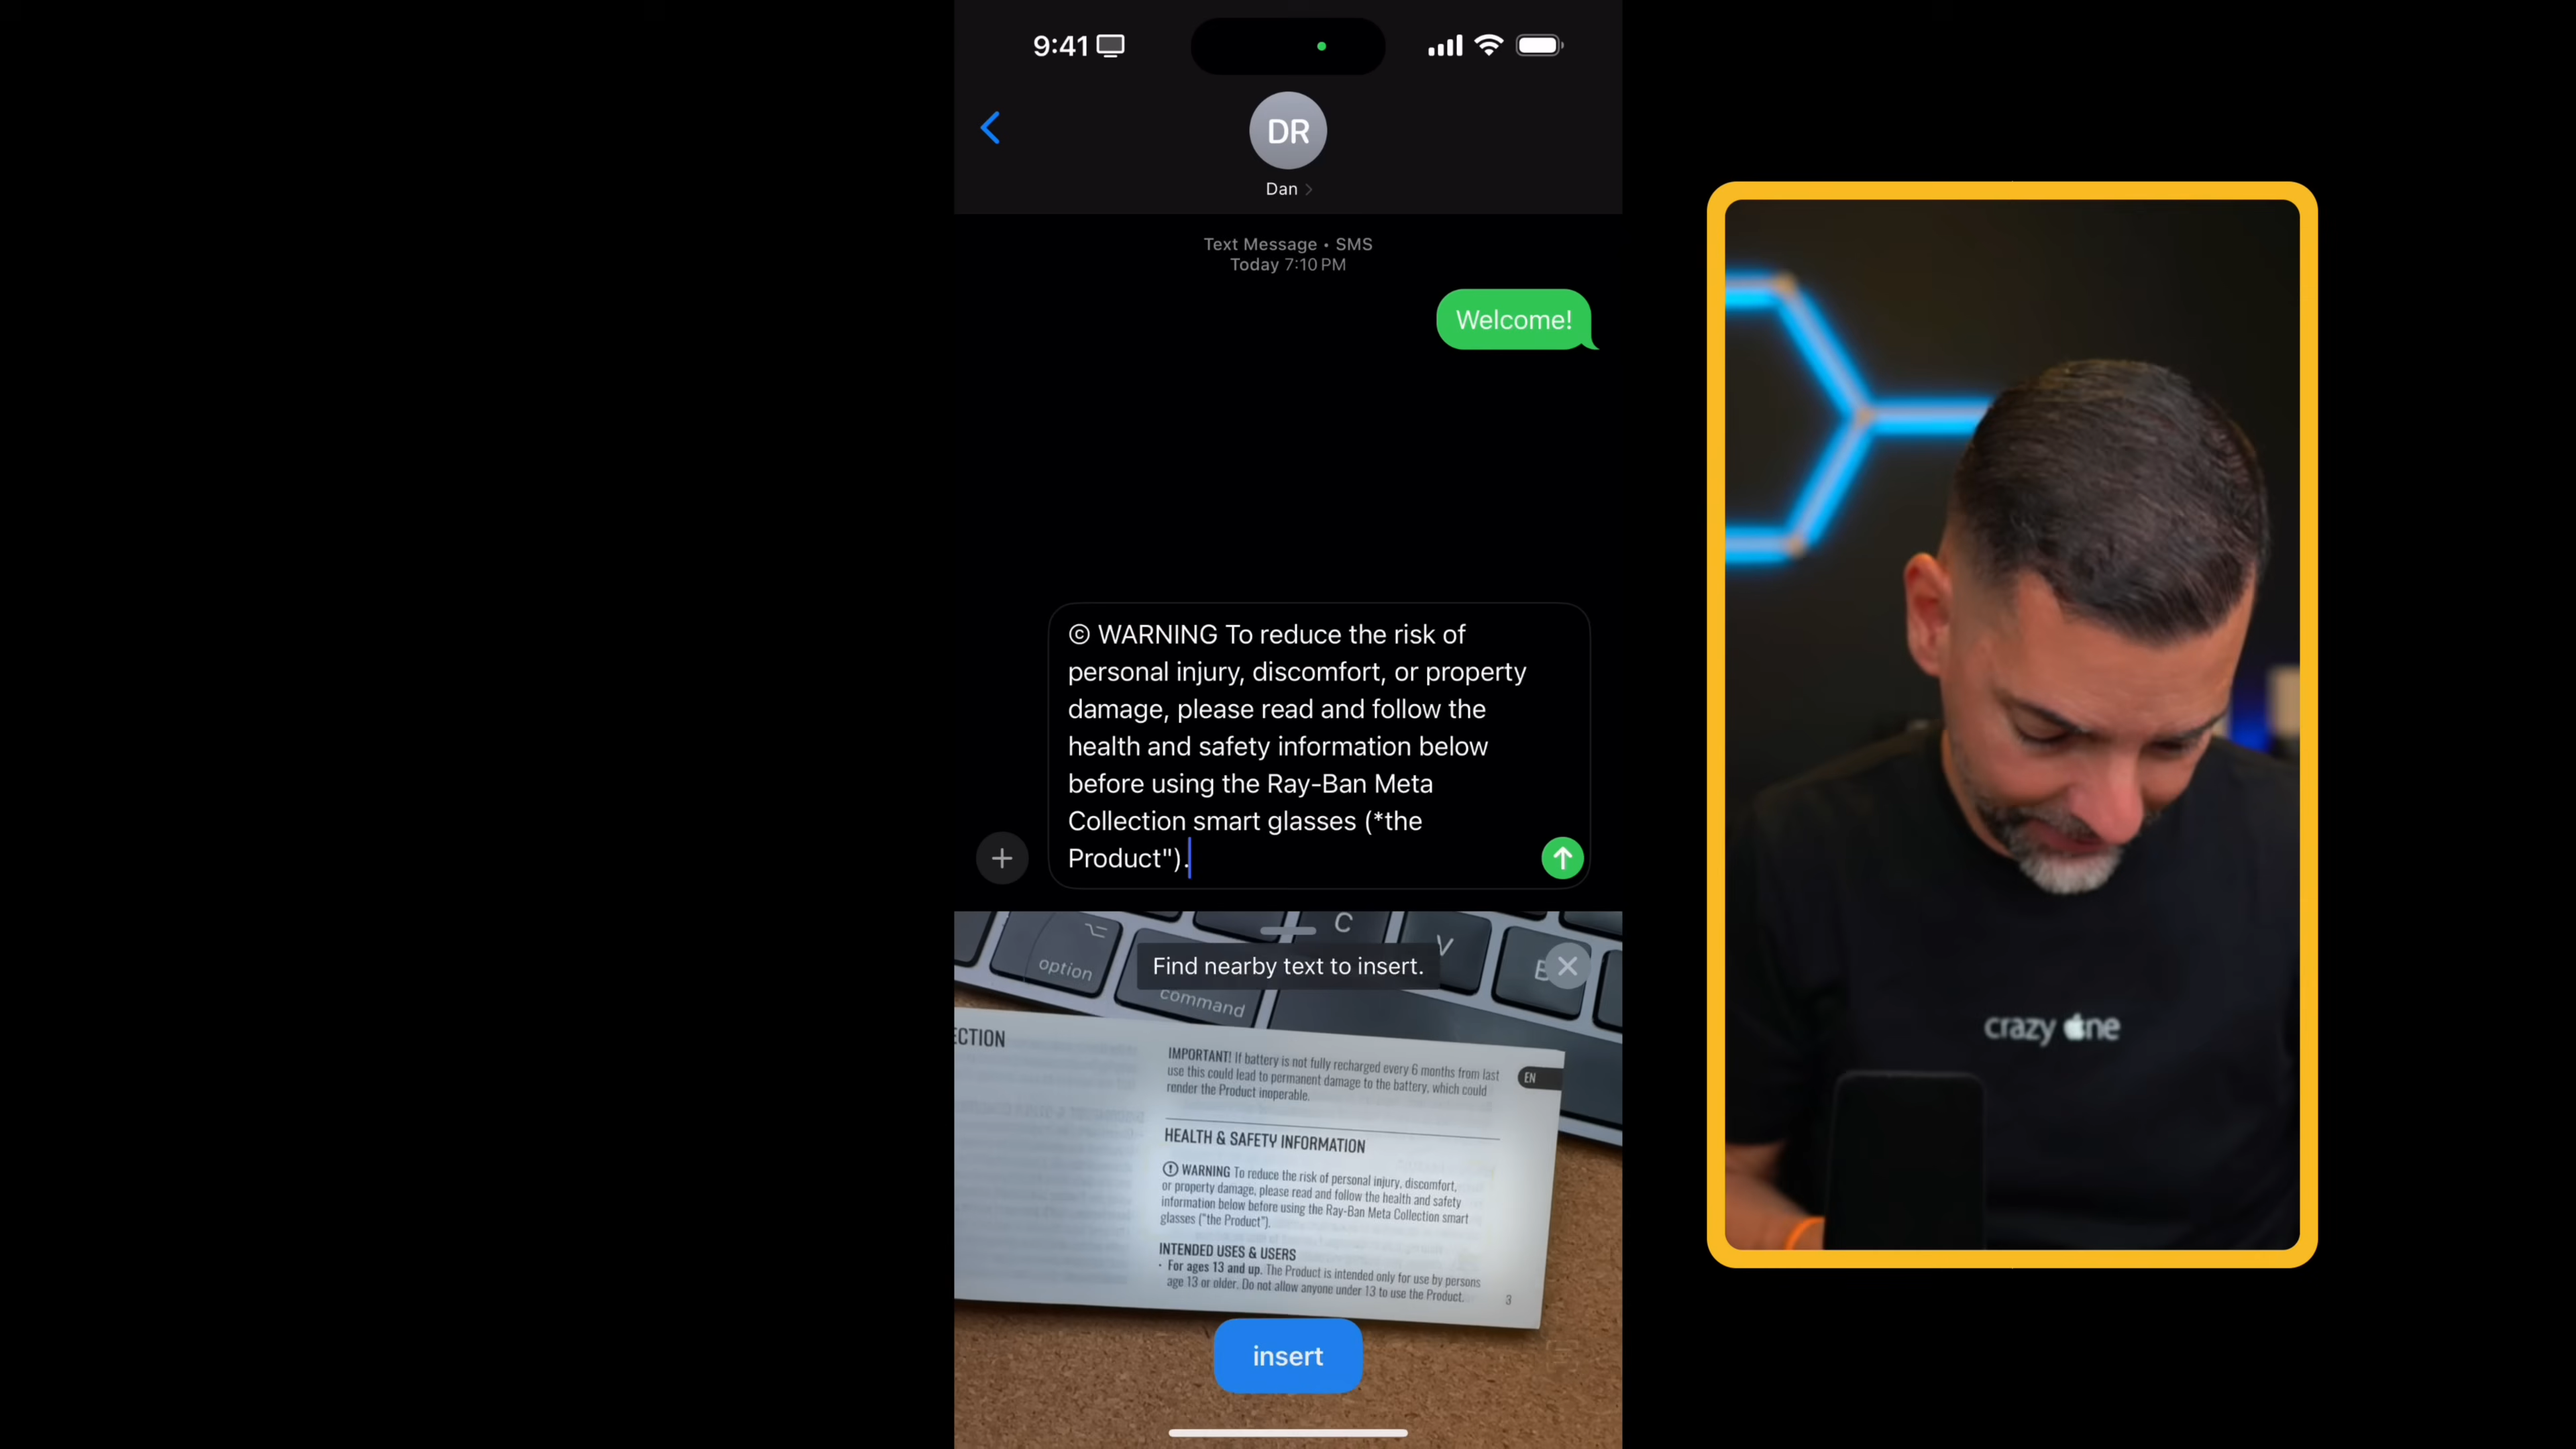 9:41
DR
Dan
Text Message • SMS
Today 7:10 PM
Welcome!
© WARNING To reduce the risk of
personal injury, discomfort, or property
damage, please read and follow the
health and safety information below
before using the Ray-Ban Meta
Collection smart glasses (*the
Product").
C
V
B
option
command
Find nearby text to insert.
ECTION
IMPORTANT! If battery is not fully recharged every 6 months from last
use this could lead to permanent damage to the battery, which could
render the Product inoperable.
EN
HEALTH & SAFETY INFORMATION
WARNING To reduce the risk of personal injury, discomfort,
or property damage, please read and follow the health and safety
information below before using the Ray-Ban Meta Collection smart
glasses ("the Product").
INTENDED USES & USERS
· For ages 13 and up. The Product is intended only for use by persons
age 13 or older. Do not allow anyone under 13 to use the Product.
3
insert
crazy one